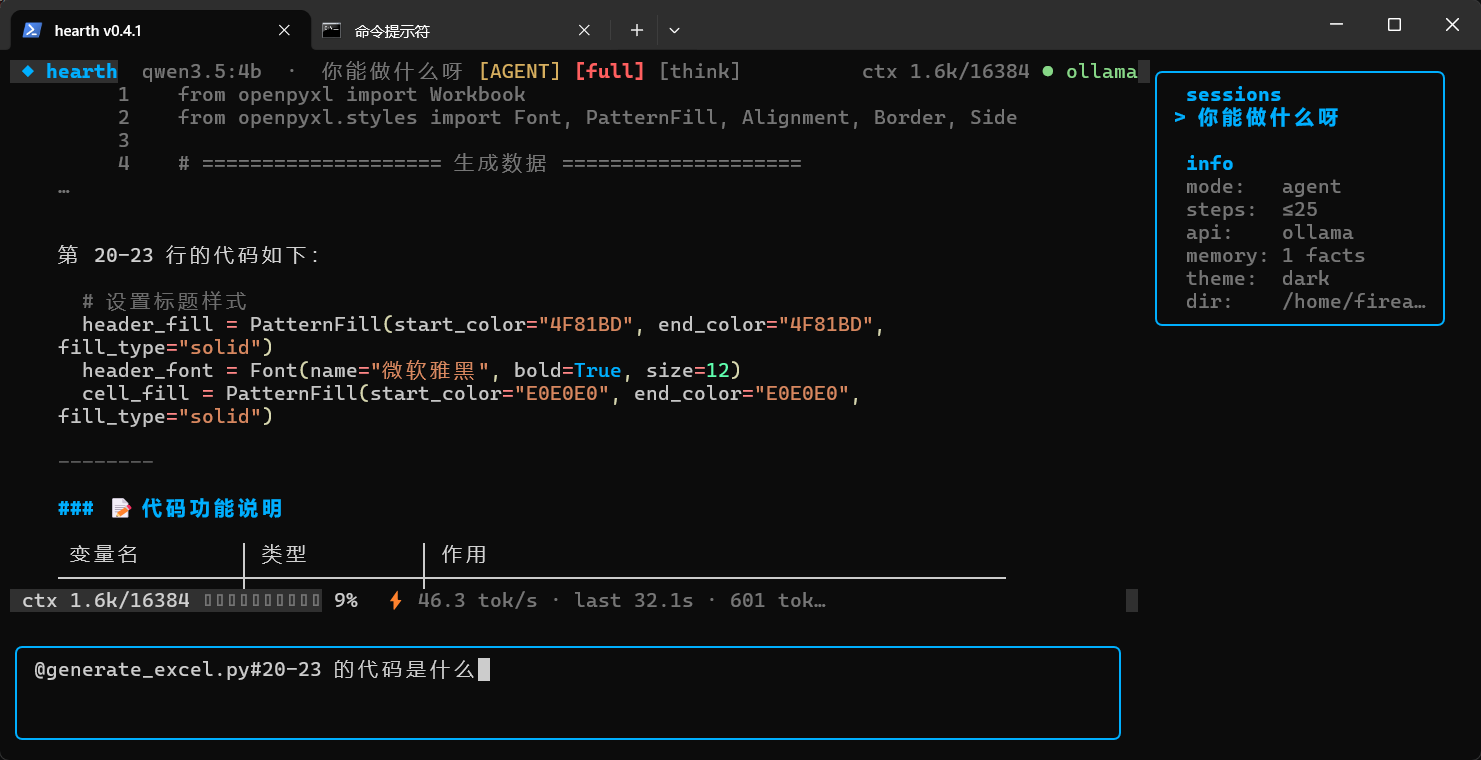 hearth v0.4.1
命令提示符
◆ hearth qwen3.5:4b · 你能做什么呀 [AGENT] [full] [think] ctx 1.6k/16384 ● ollama
1 from openpyxl import Workbook
2 from openpyxl.styles import Font, PatternFill, Alignment, Border, Side
3
4 # ==================== 生成数据 ====================
…
第 20-23 行的代码如下:
# 设置标题样式
header_fill = PatternFill(start_color="4F81BD", end_color="4F81BD",
fill_type="solid")
header_font = Font(name="微软雅黑", bold=True, size=12)
cell_fill = PatternFill(start_color="E0E0E0", end_color="E0E0E0",
fill_type="solid")
--------
### 📝 代码功能说明
变量名 类型 作用
ctx 1.6k/16384 ▯▯▯▯▯▯▯▯▯▯ 9% ⚡ 46.3 tok/s · last 32.1s · 601 tok…
@generate_excel.py#20-23 的代码是什么
sessions
> 你能做什么呀
info
mode: agent
steps: ≤25
api: ollama
memory: 1 facts
theme: dark
dir: /home/firea…